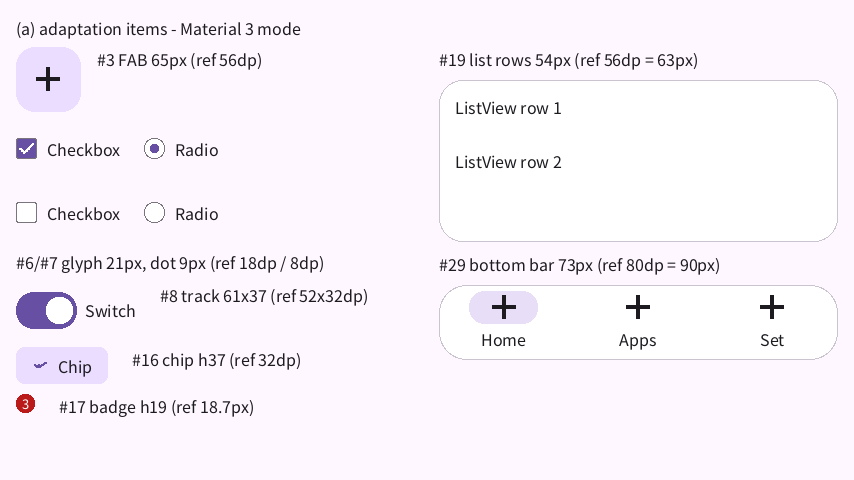 (a) adaptation items - Material 3 mode
#3 FAB 65px (ref 56dp)
Checkbox
Radio
Checkbox
Radio
#6/#7 glyph 21px, dot 9px (ref 18dp / 8dp)
Switch
#8 track 61x37 (ref 52x32dp)
Chip
#16 chip h37 (ref 32dp)
3
#17 badge h19 (ref 18.7px)
#19 list rows 54px (ref 56dp = 63px)
ListView row 1
ListView row 2
#29 bottom bar 73px (ref 80dp = 90px)
Home
Apps
Set